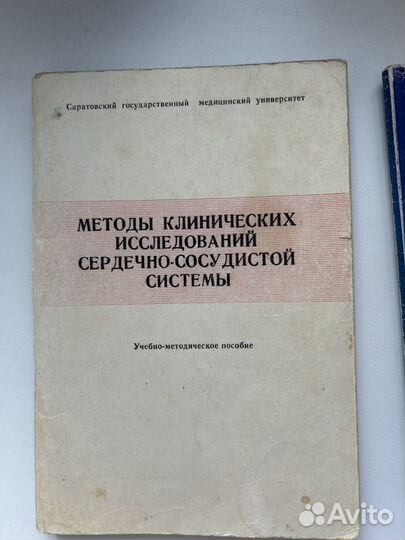 Саратовский государственный медицинский университет
МЕТОДЫ КЛИНИЧЕСКИХ
ИССЛЕДОВАНИЙ
СЕРДЕЧНО-СОСУДИСТОЙ
СИСТЕМЫ
Учебно-методическое пособие
Avito